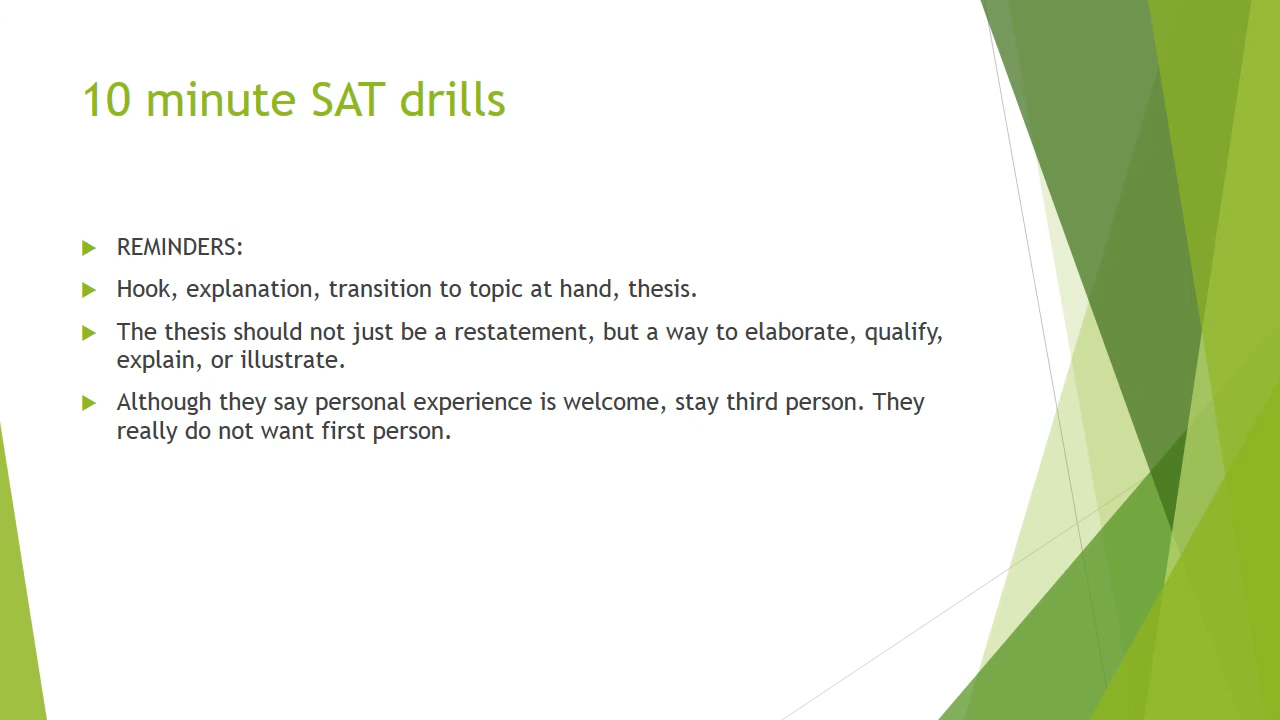 10 minute SAT drills
REMINDERS:
Hook, explanation, transition to topic at hand, thesis.
The thesis should not just be a restatement, but a way to elaborate, qualify,
explain, or illustrate.
Although they say personal experience is welcome, stay third person. They
really do not want first person.